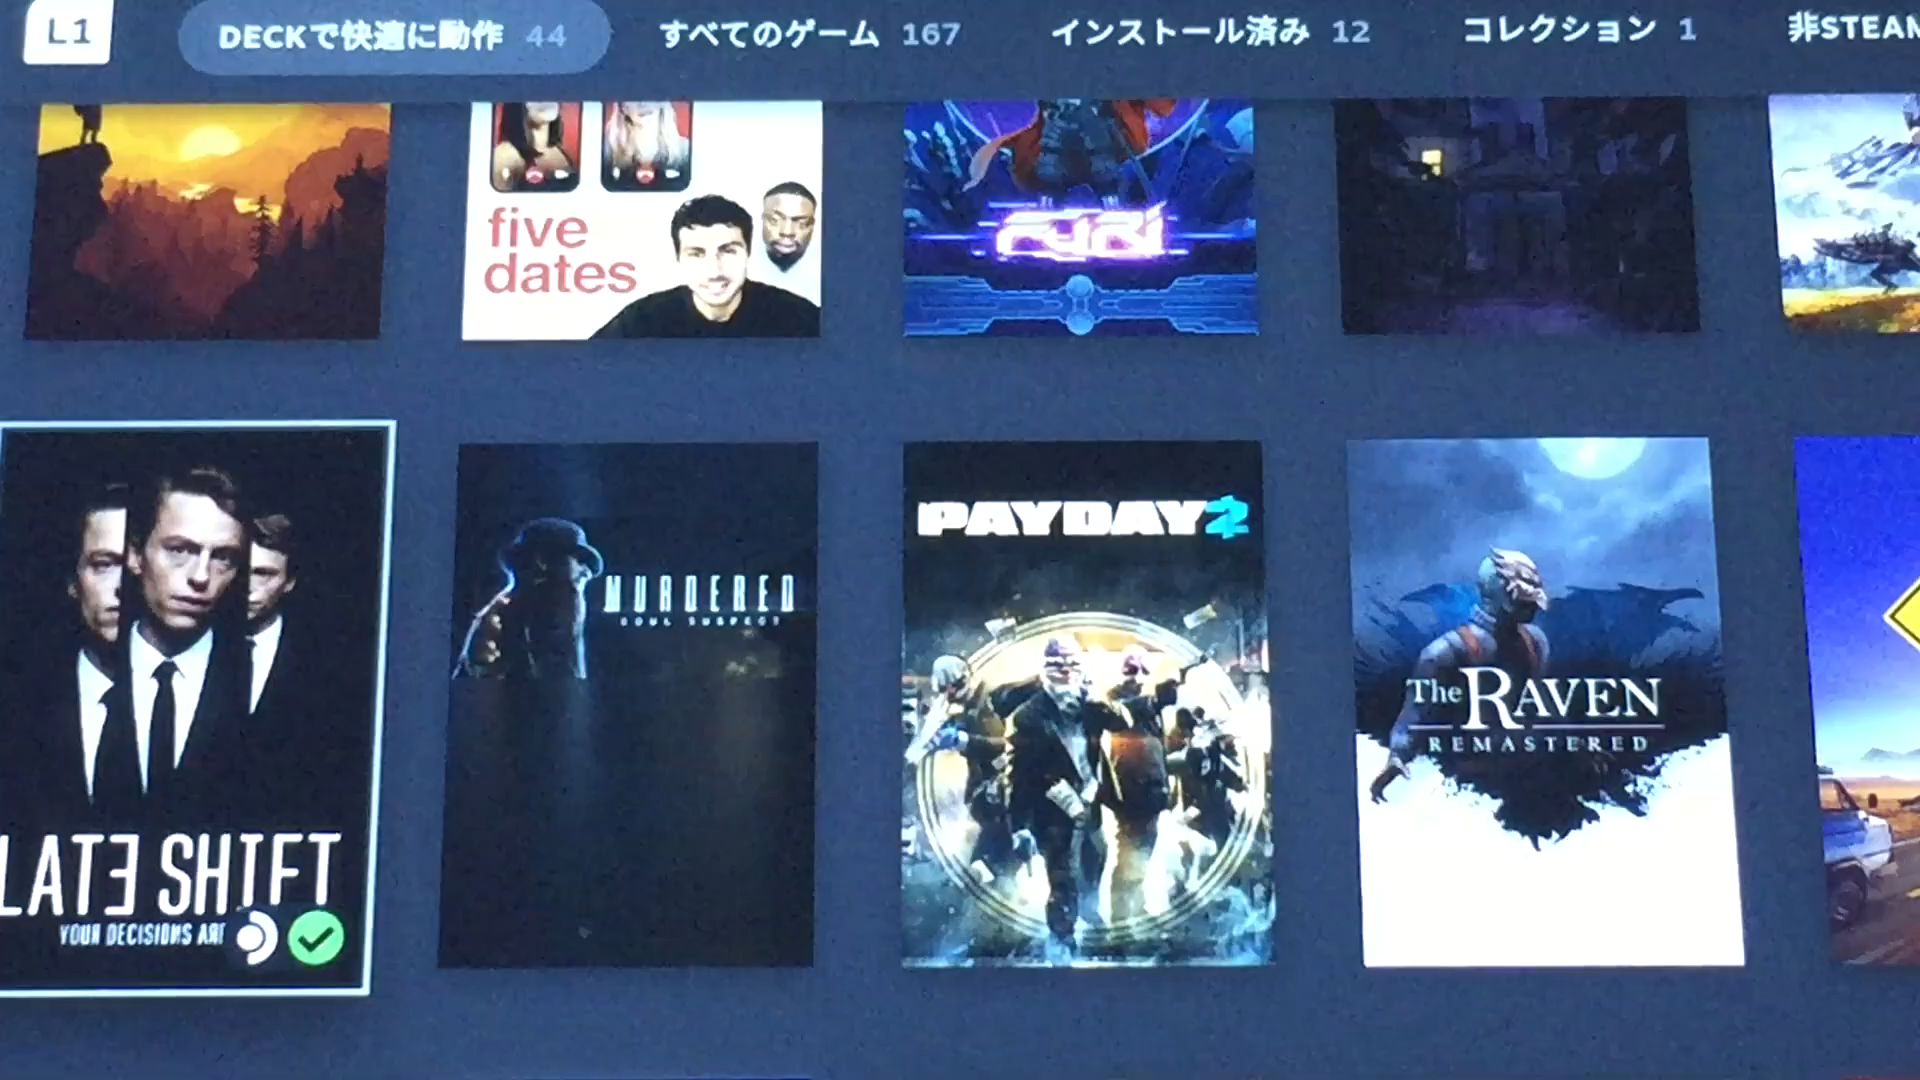 L1 DECKで快適に動作 44 すべてのゲーム 167 インストール済み 12 コレクション 1 非STEAM
five
dates
FURI
PAYDAY 2
MURDERED
SOUL SUSPECT
The RAVEN
REMASTERED
LATE SHIFT
YOUR DECISIONS ARE